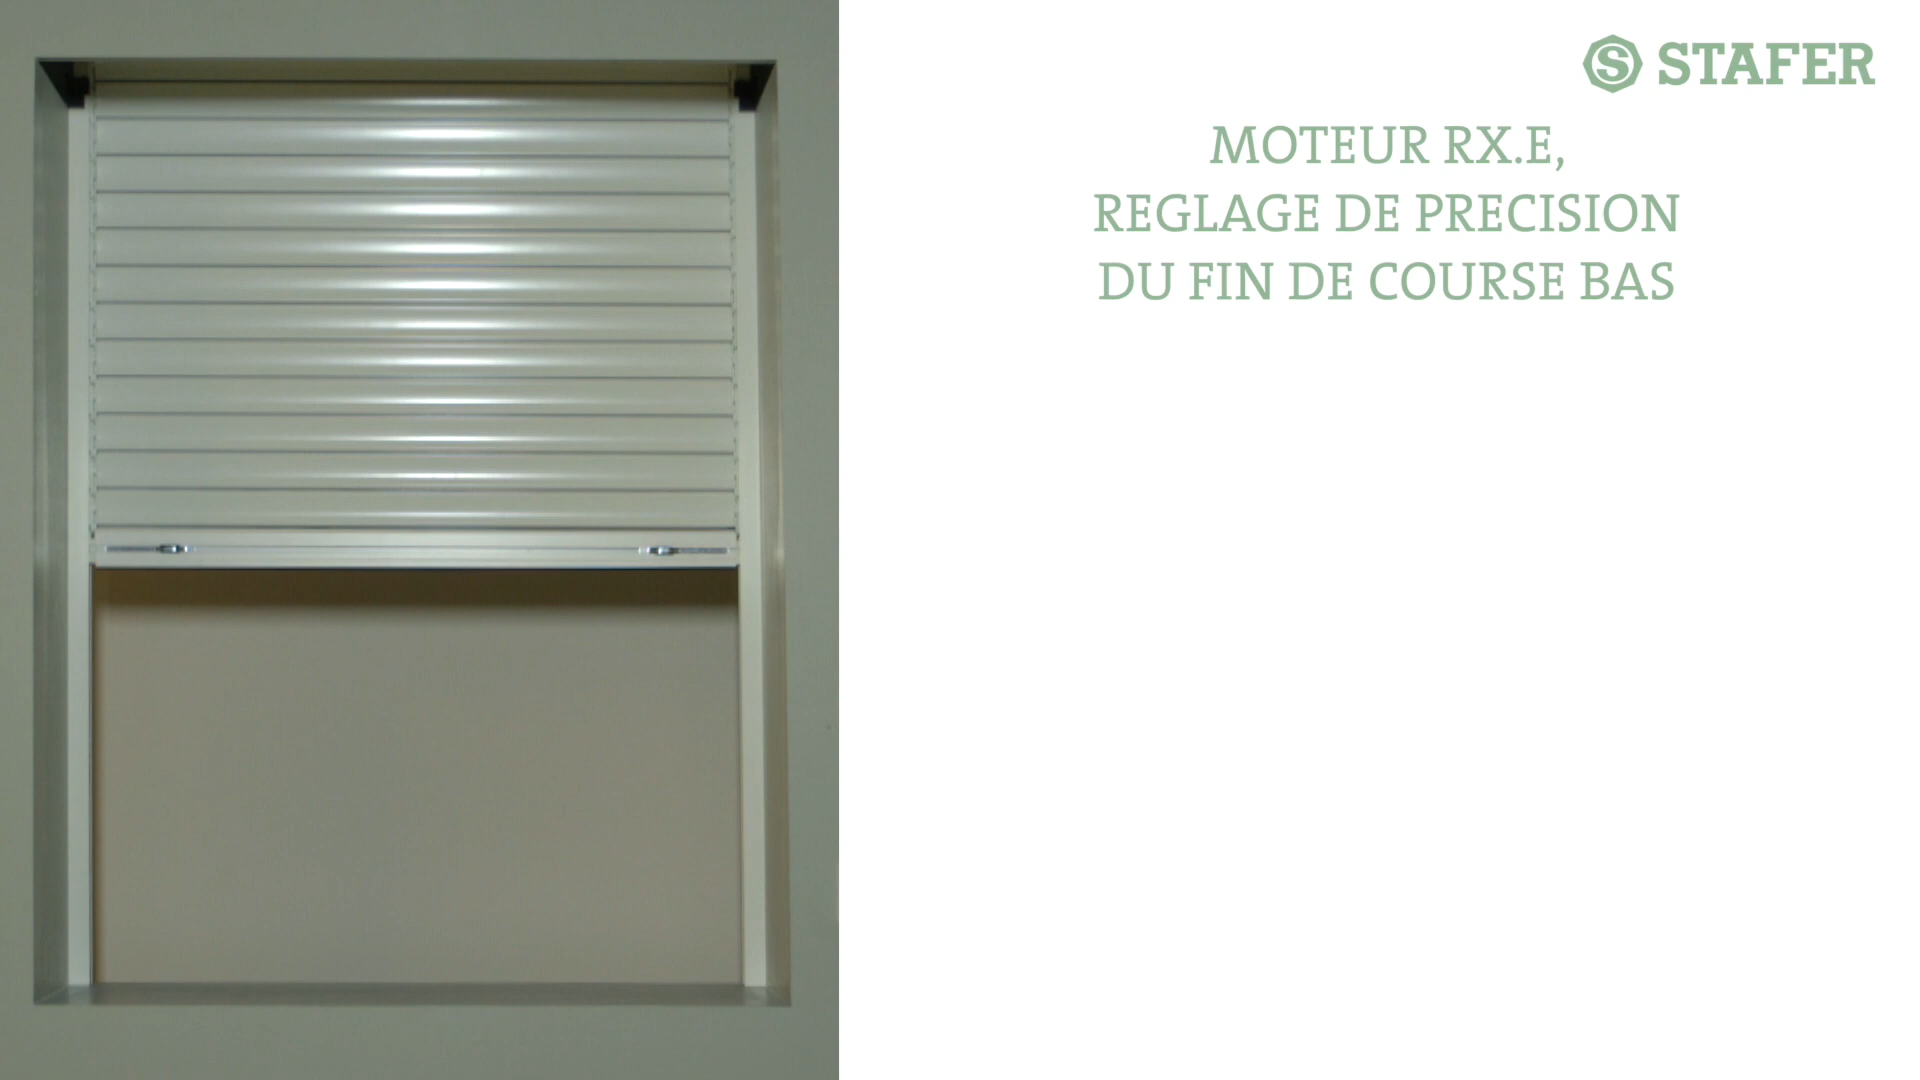 STAFER
MOTEUR RX.E,
REGLAGE DE PRECISION
DU FIN DE COURSE BAS